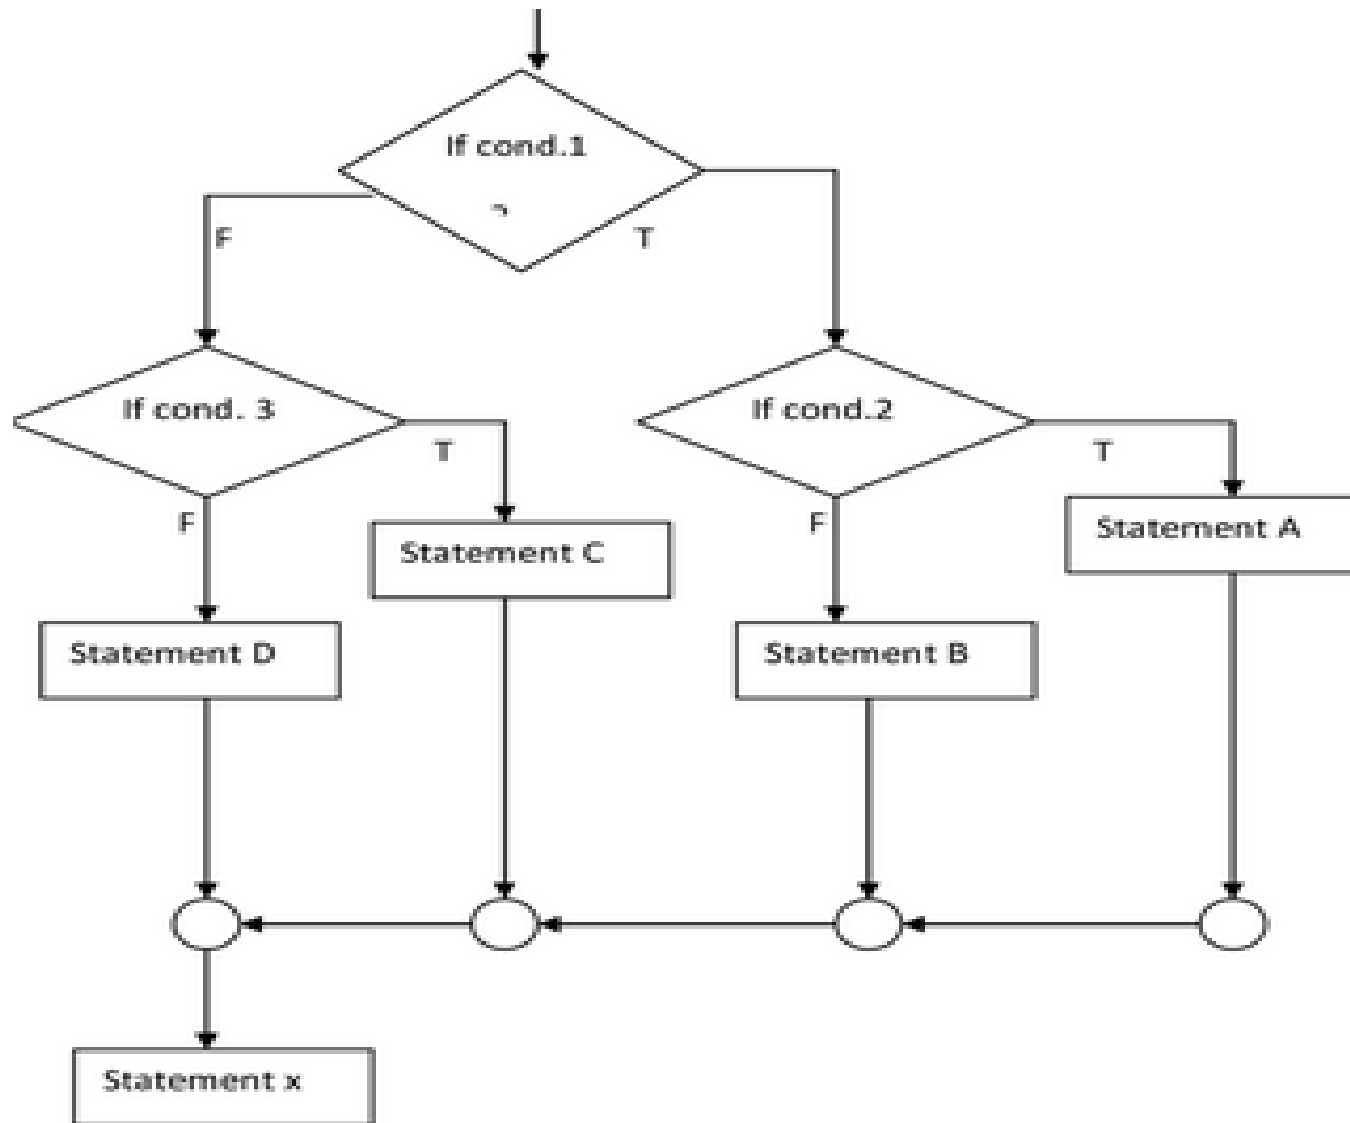 If cond.1
F
T
If cond. 3
If cond.2
T
T
F
F
Statement C
Statement A
Statement D
Statement B
Statement x